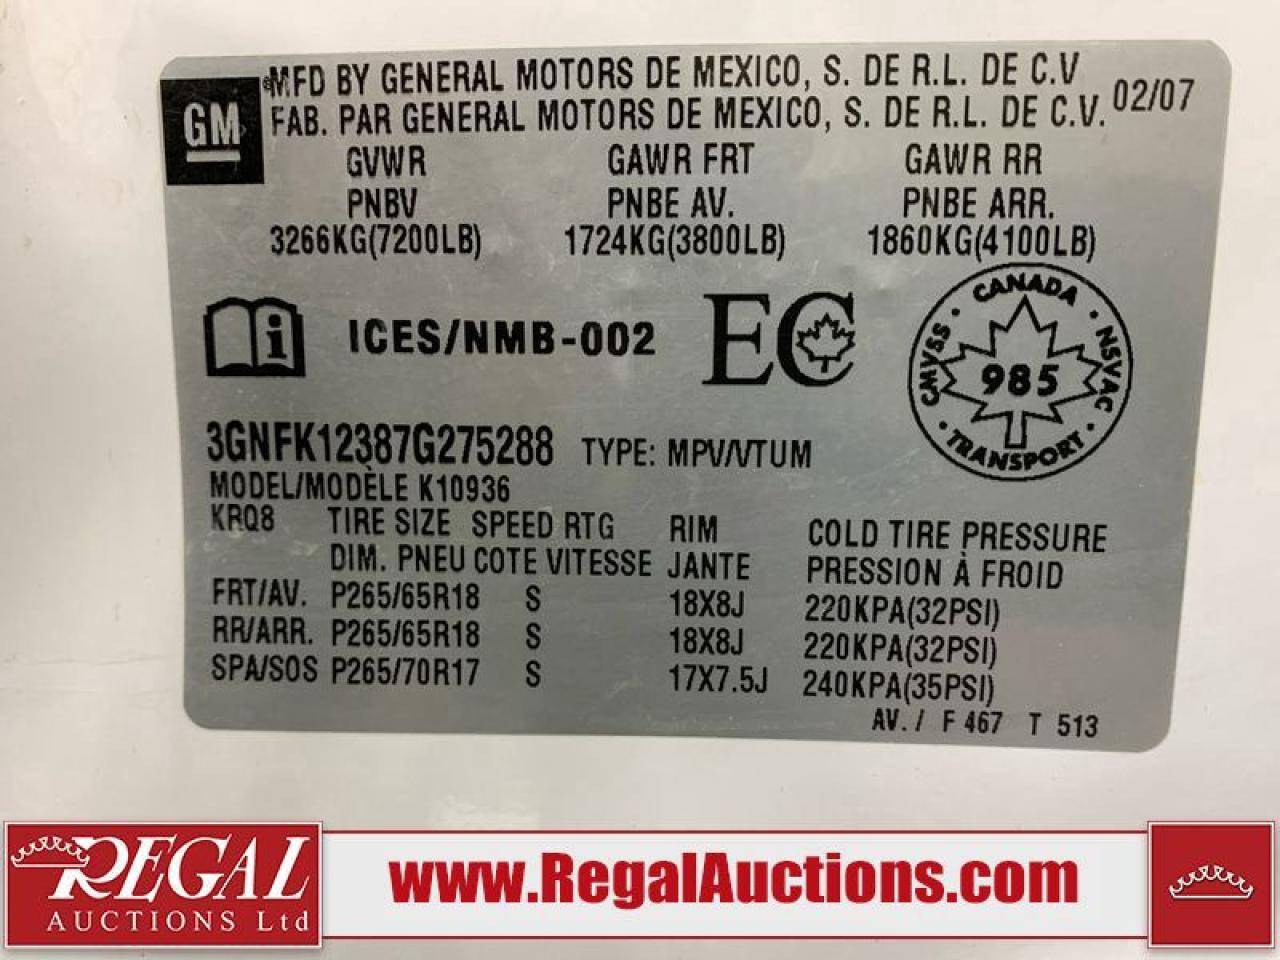 GM
MFD BY GENERAL MOTORS DE MEXICO, S. DE R.L. DE C.V
FAB. PAR GENERAL MOTORS DE MEXICO, S. DE R.L. DE C.V. 02/07
GVWR GAWR FRT GAWR RR
PNBV PNBE AV. PNBE ARR.
3266KG(7200LB) 1724KG(3800LB) 1860KG(4100LB)
i ICES/NMB-002 EC
CANADA
CMVSS · NSVAC
985
· TRANSPORT ·
3GNFK12387G275288 TYPE: MPV/VTUM
MODEL/MODÈLE K10936
KRQ8 TIRE SIZE SPEED RTG RIM COLD TIRE PRESSURE
DIM. PNEU COTE VITESSE JANTE PRESSION À FROID
FRT/AV. P265/65R18 S 18X8J 220KPA(32PSI)
RR/ARR. P265/65R18 S 18X8J 220KPA(32PSI)
SPA/SOS P265/70R17 S 17X7.5J 240KPA(35PSI)
AV. / F 467 T 513
REGAL
AUCTIONS Ltd
www.RegalAuctions.com